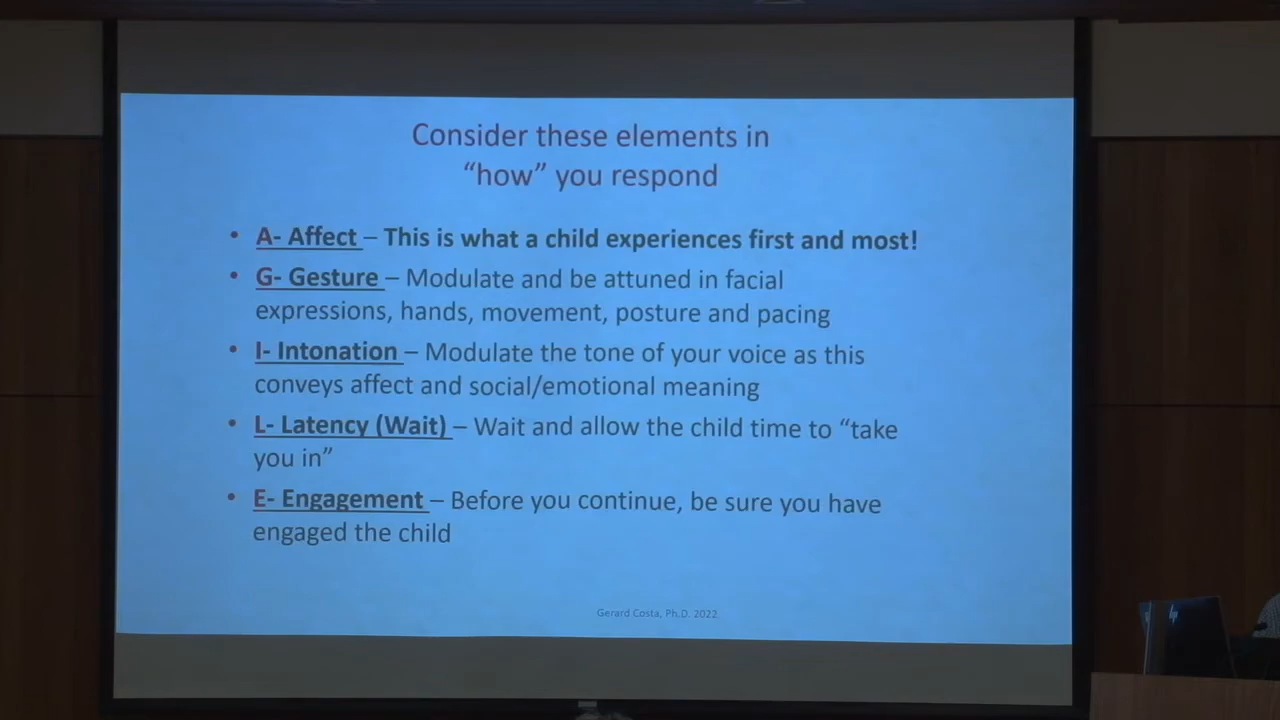 Consider these elements in
“how” you respond
• A- Affect – This is what a child experiences first and most!
• G- Gesture – Modulate and be attuned in facial
expressions, hands, movement, posture and pacing
• I- Intonation – Modulate the tone of your voice as this
conveys affect and social/emotional meaning
• L- Latency (Wait) – Wait and allow the child time to “take
you in”
• E- Engagement – Before you continue, be sure you have
engaged the child
Gerard Costa, Ph.D. 2022.
hp